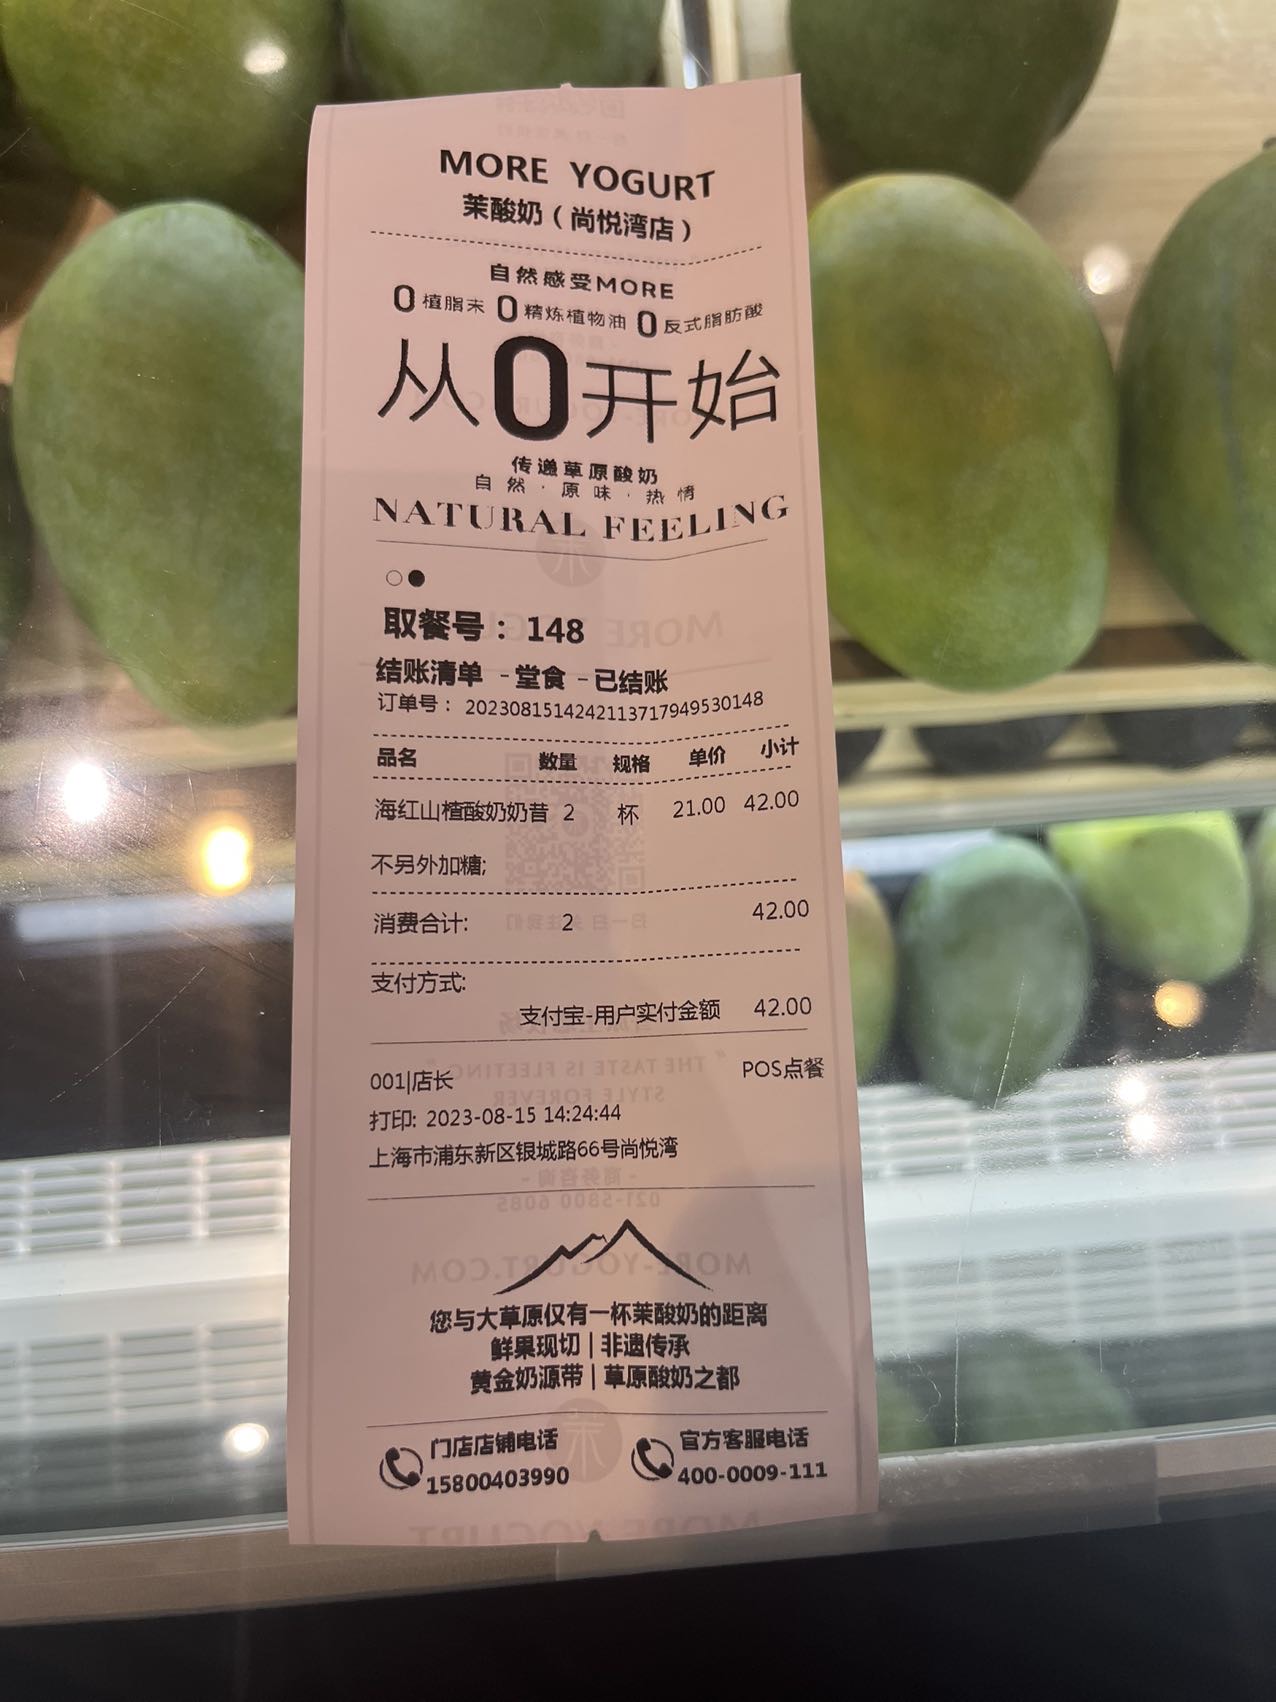 MORE YOGURT
茉酸奶（尚悦湾店）
自然感受MORE
0植脂末 0精炼植物油 0反式脂肪酸
从0开始
传递草原酸奶
自然·原味·热情
NATURAL FEELING
取餐号：148
结账清单 -堂食 -已结账
订单号：20230815142421137179495​30148
品名 数量 规格 单价 小计
海红山楂酸奶奶昔 2 杯 21.00 42.00
不另外加糖;
消费合计: 2 42.00
支付方式:
支付宝-用户实付金额 42.00
001|店长 POS点餐
打印: 2023-08-15 14:24:44
上海市浦东新区银城路66号尚悦湾
您与大草原仅有一杯茉酸奶的距离
鲜果现切|非遗传承
黄金奶源带|草原酸奶之都
门店店铺电话 官方客服电话
15800403990 400-0009-111